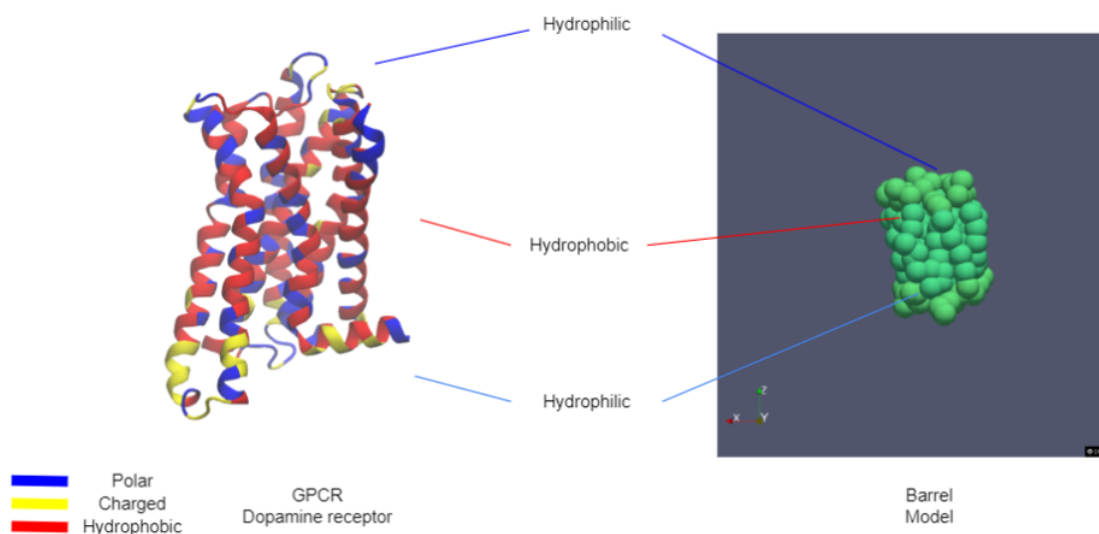 Hydrophilic
Hydrophobic
Hydrophilic
Z
X
Y
Polar
Charged
Hydrophobic
GPCR
Dopamine receptor
Barrel
Model